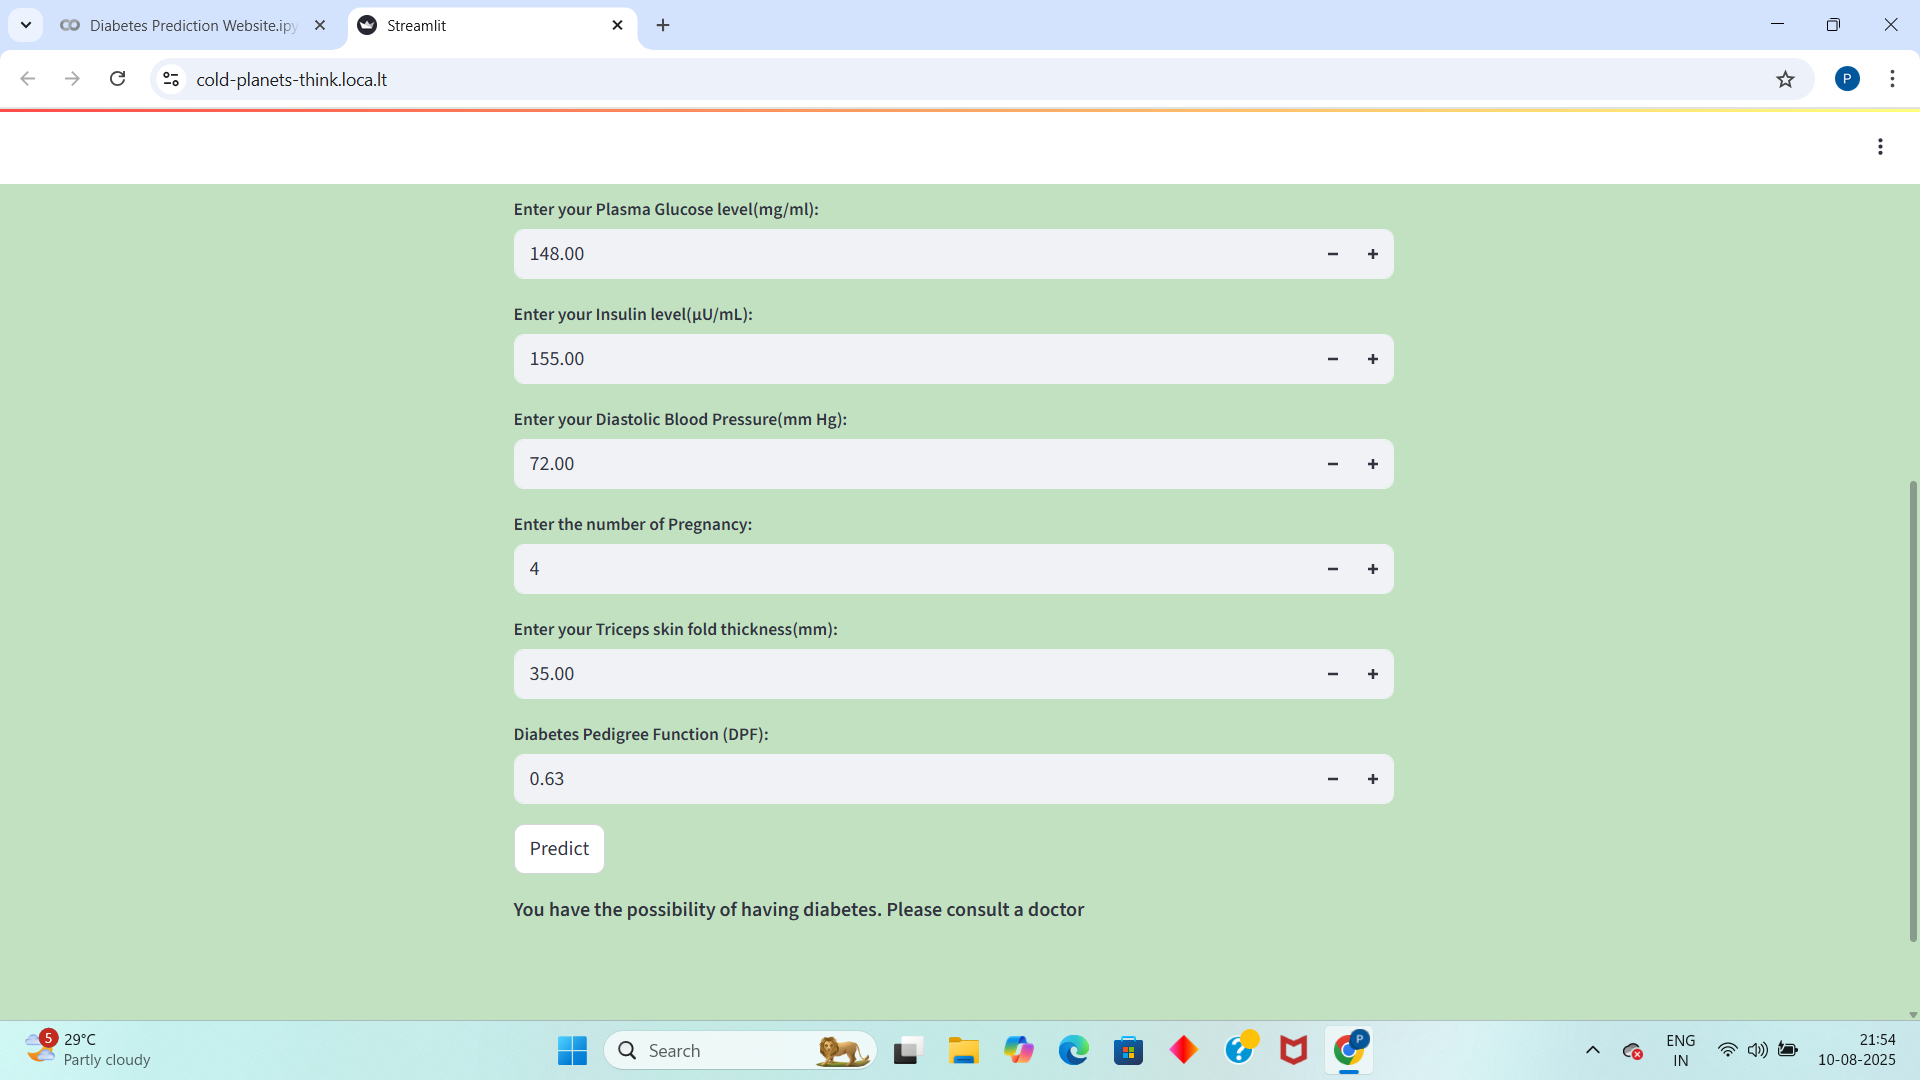 Diabetes Prediction Website.ipy
Streamlit
cold-planets-think.loca.lt
P
Enter your Plasma Glucose level(mg/ml):
148.00
Enter your Insulin level(μU/mL):
155.00
Enter your Diastolic Blood Pressure(mm Hg):
72.00
Enter the number of Pregnancy:
4
Enter your Triceps skin fold thickness(mm):
35.00
Diabetes Pedigree Function (DPF):
0.63
Predict
You have the possibility of having diabetes. Please consult a doctor
5
29°C
Partly cloudy
Search
P
ENG
IN
21:54
10-08-2025